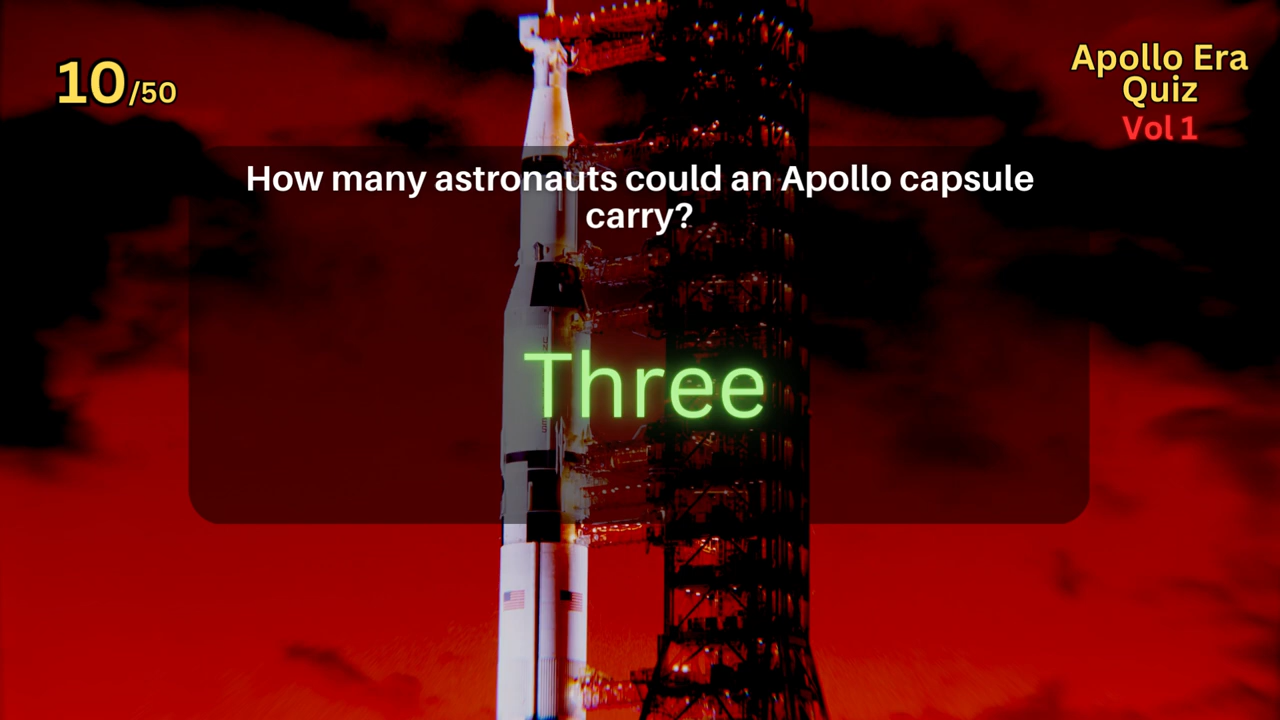 10/50
Apollo Era
Quiz
Vol 1
How many astronauts could an Apollo capsule
carry?
Three